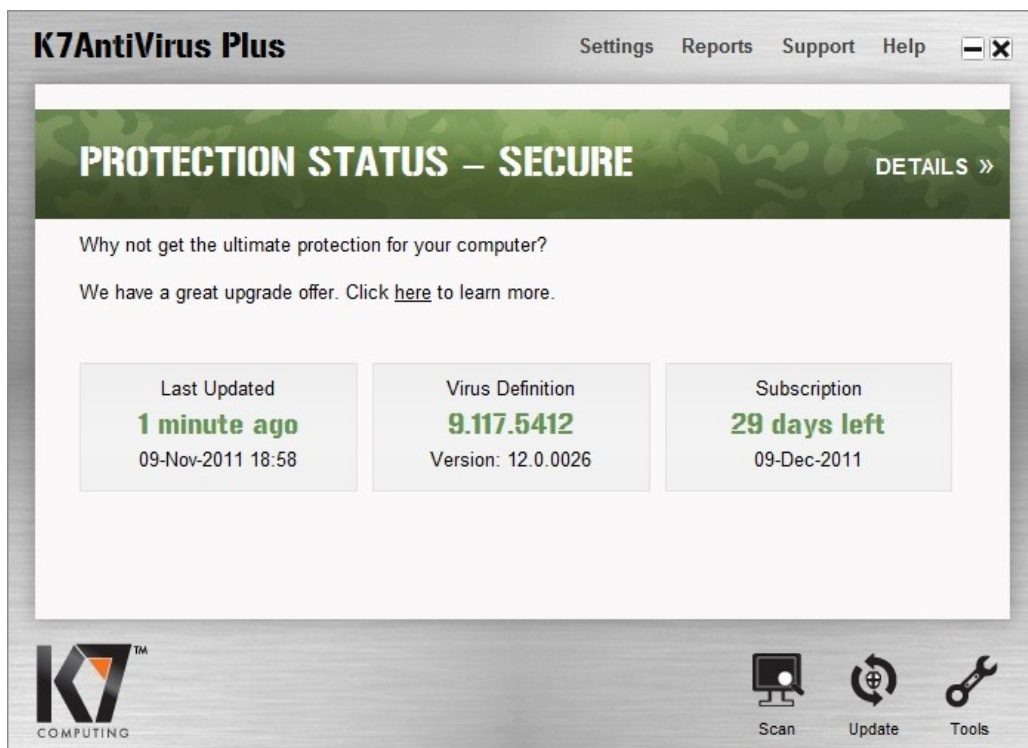 K7AntiVirus Plus
Settings Reports Support Help
PROTECTION STATUS – SECURE
DETAILS »
Why not get the ultimate protection for your computer?
We have a great upgrade offer. Click here to learn more.
Last Updated
1 minute ago
09-Nov-2011 18:58
Virus Definition
9.117.5412
Version: 12.0.0026
Subscription
29 days left
09-Dec-2011
K7 TM
COMPUTING
Scan
Update
Tools